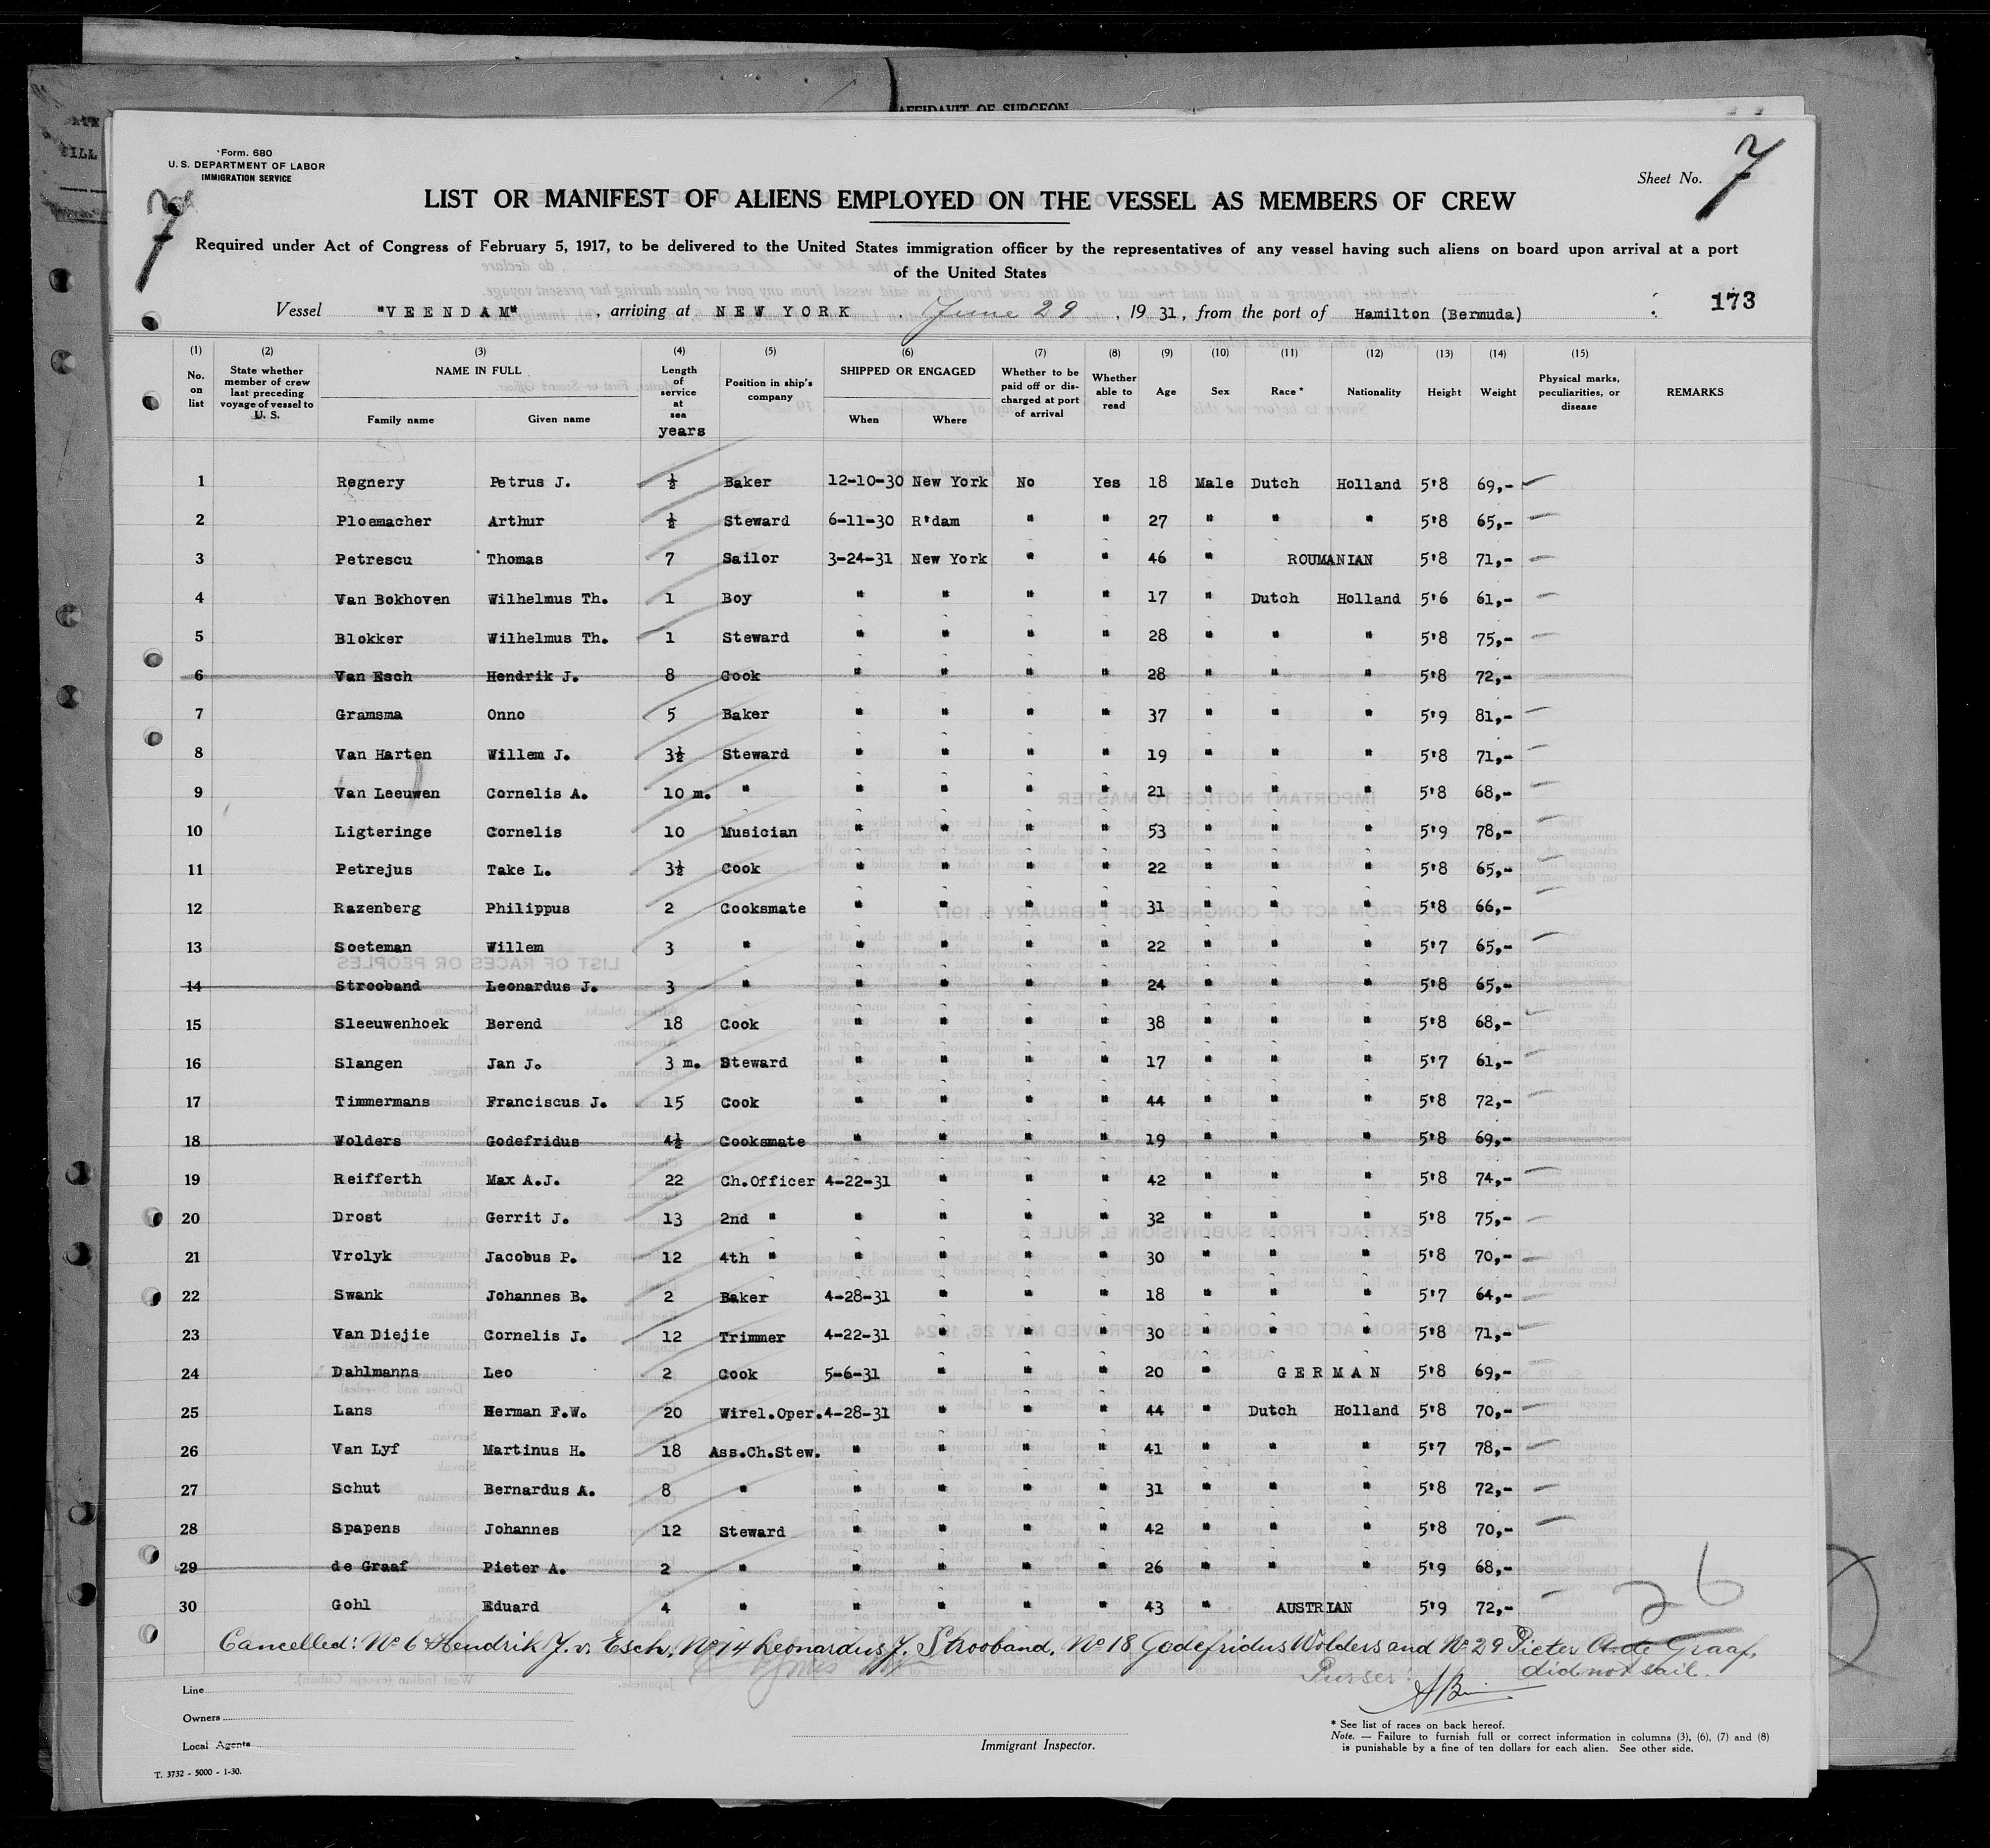 AFFIDAVIT OF SURGEON
Form. 680
U. S. DEPARTMENT OF LABOR
IMMIGRATION SERVICE
Sheet No. 7
7
LIST OR MANIFEST OF ALIENS EMPLOYED ON THE VESSEL AS MEMBERS OF CREW
Required under Act of Congress of February 5, 1917, to be delivered to the United States immigration officer by the representatives of any vessel having such aliens on board upon arrival at a port
of the United States
Vessel "VEENDAM", arriving at NEW YORK, June 29, 1931, from the port of Hamilton (Bermuda) 173
(1) (2) (3) (4) (5) (6) (7) (8) (9) (10) (11) (12) (13) (14) (15)
No. on list State whether member of crew last preceding voyage of vessel to U. S. NAME IN FULL Family name Given name Length of service at sea years Position in ship's company SHIPPED OR ENGAGED When Where Whether to be paid off or discharged at port of arrival Whether able to read Age Sex Race * Nationality Height Weight Physical marks, peculiarities, or disease REMARKS
1 Regnery Petrus J. ½ Baker 12-10-30 New York No Yes 18 Male Dutch Holland 5'8 69,-
2 Ploemacher Arthur ½ Steward 6-11-30 R'dam " " 27 " " " 5'8 65,-
3 Petrescu Thomas 7 Sailor 3-24-31 New York " " 46 " ROUMANIAN 5'8 71,-
4 Van Bokhoven Wilhelmus Th. 1 Boy " " " " 17 " Dutch Holland 5'6 61,-
5 Blokker Wilhelmus Th. 1 Steward " " " " 28 " " " 5'8 75,-
6 Van Esch Hendrik J. 8 Cook " " " " 28 " " " 5'8 72,-
7 Gramsma Onno 5 Baker " " " " 37 " " " 5'9 81,-
8 Van Harten Willem J. 3½ Steward " " " " 19 " " " 5'8 71,-
9 Van Leeuwen Cornelis A. 10 m. " " " " " 21 " " " 5'8 68,-
10 Ligteringe Cornelis 10 Musician " " " " 53 " " " 5'9 78,-
11 Petrejus Take L. 3½ Cook " " " " 22 " " " 5'8 65,-
12 Razenberg Philippus 2 Cooksmate " " " " 31 " " " 5'8 66,-
13 Soeteman Willem 3 " " " " " 22 " " " 5'7 65,-
14 Strooband Leonardus J. 3 " " " " " 24 " " " 5'8 65,-
15 Sleeuwenhoek Berend 18 Cook " " " " 38 " " " 5'8 68,-
16 Slangen Jan J. 3 m. Steward " " " " 17 " " " 5'7 61,-
17 Timmermans Franciscus J. 15 Cook " " " " 44 " " " 5'8 72,-
18 Wolders Godefridus 4½ Cooksmate " " " " 19 " " " 5'8 69,-
19 Reifferth Max A.J. 22 Ch.Officer 4-22-31 " " " 42 " " " 5'8 74,-
20 Drost Gerrit J. 13 2nd " " " " " 32 " " " 5'8 75,-
21 Vrolyk Jacobus P. 12 4th " " " " " 30 " " " 5'8 70,-
22 Swank Johannes B. 2 Baker 4-28-31 " " " 18 " " " 5'7 64,-
23 Van Diejie Cornelis J. 12 Trimmer 4-22-31 " " " 30 " " " 5'8 71,-
24 Dahlmanns Leo 2 Cook 5-6-31 " " " 20 " GERMAN 5'8 69,-
25 Lans Herman F.W. 20 Wirel.Oper. 4-28-31 " " " 44 " Dutch Holland 5'8 70,-
26 Van Lyf Martinus H. 18 Ass.Ch.Stew. " " " " 41 " " " 5'7 78,-
27 Schut Bernardus A. 8 " " " " " 31 " " " 5'8 72,-
28 Spapens Johannes 12 Steward " " " " 42 " " " 5'8 70,-
29 de Graaf Pieter A. 2 " " " " " 26 " " " 5'9 68,-
30 Gohl Eduard 4 " " " " " 43 " AUSTRIAN 5'9 72,-
26
Cancelled: No 6 Hendrik J. v. Esch, No 14 Leonardus J. Strooband, No 18 Godefridus Wolders and No 29 Pieter A. de Graaf,
did not sail.
Purser:
Line
Owners
Local Agents
Immigrant Inspector.
* See list of races on back hereof.
Note. — Failure to furnish full or correct information in columns (3), (6), (7) and (8)
is punishable by a fine of ten dollars for each alien. See other side.
T. 3732 - 5000 - 1-30.